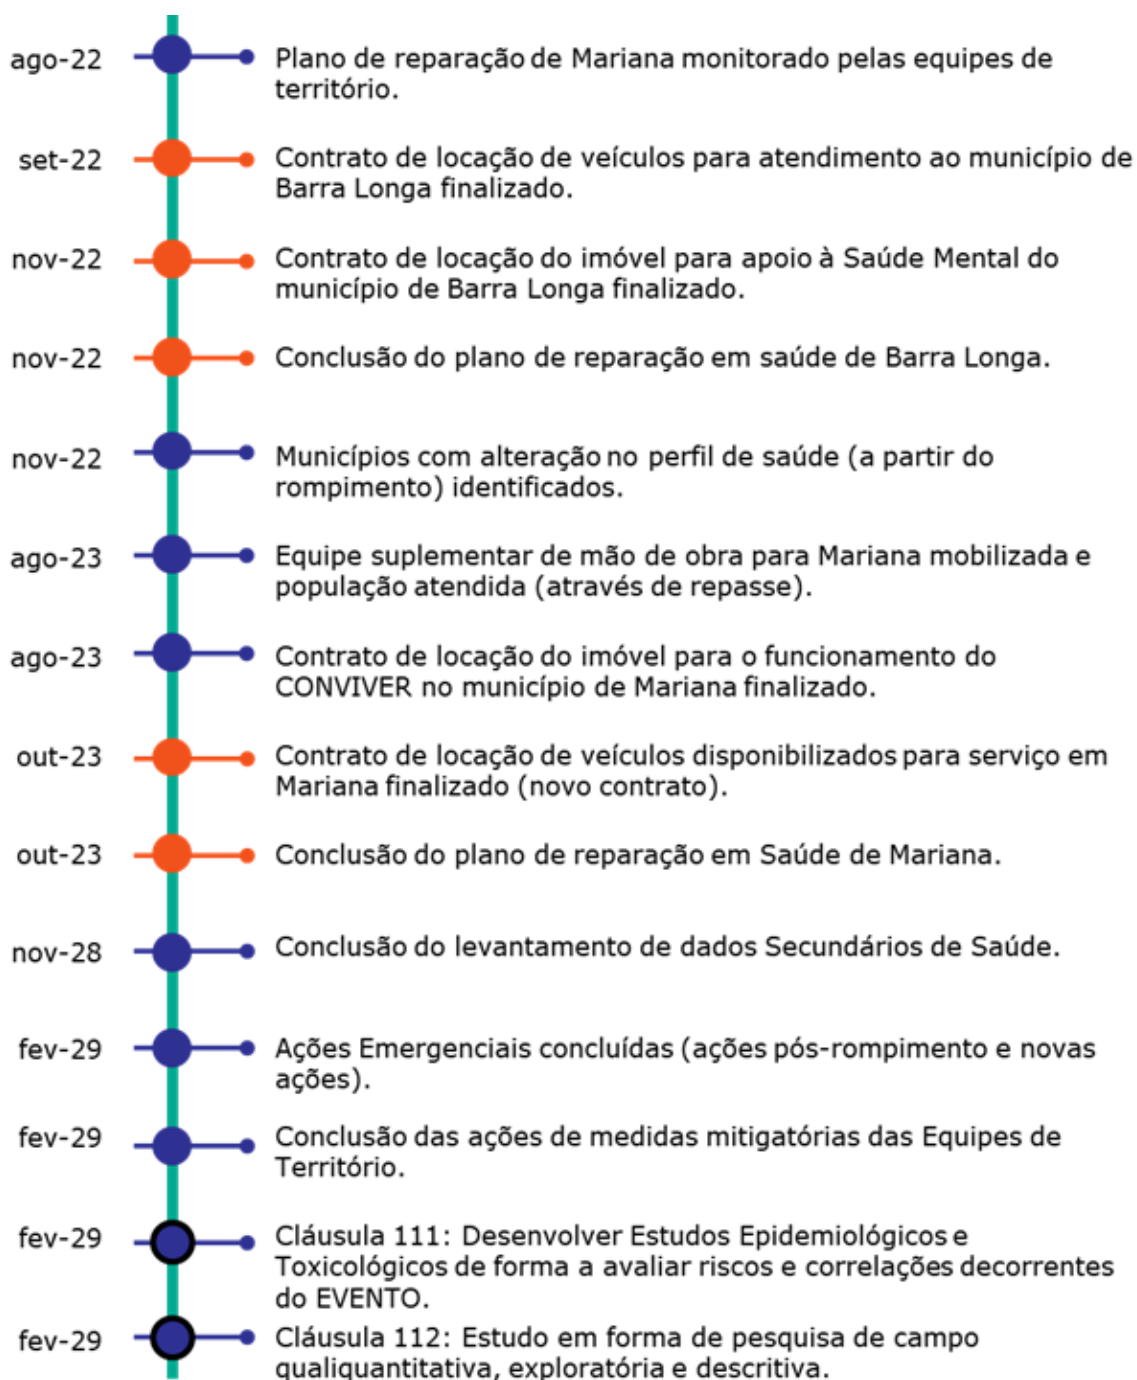 ago-22 Plano de reparação de Mariana monitorado pelas equipes de
território.
set-22 Contrato de locação de veículos para atendimento ao município de
Barra Longa finalizado.
nov-22 Contrato de locação do imóvel para apoio à Saúde Mental do
município de Barra Longa finalizado.
nov-22 Conclusão do plano de reparação em saúde de Barra Longa.
nov-22 Municípios com alteração no perfil de saúde (a partir do
rompimento) identificados.
ago-23 Equipe suplementar de mão de obra para Mariana mobilizada e
população atendida (através de repasse).
ago-23 Contrato de locação do imóvel para o funcionamento do
CONVIVER no município de Mariana finalizado.
out-23 Contrato de locação de veículos disponibilizados para serviço em
Mariana finalizado (novo contrato).
out-23 Conclusão do plano de reparação em Saúde de Mariana.
nov-28 Conclusão do levantamento de dados Secundários de Saúde.
fev-29 Ações Emergenciais concluídas (ações pós-rompimento e novas
ações).
fev-29 Conclusão das ações de medidas mitigatórias das Equipes de
Território.
fev-29 Cláusula 111: Desenvolver Estudos Epidemiológicos e
Toxicológicos de forma a avaliar riscos e correlações decorrentes
do EVENTO.
fev-29 Cláusula 112: Estudo em forma de pesquisa de campo
qualiquantitativa, exploratória e descritiva.